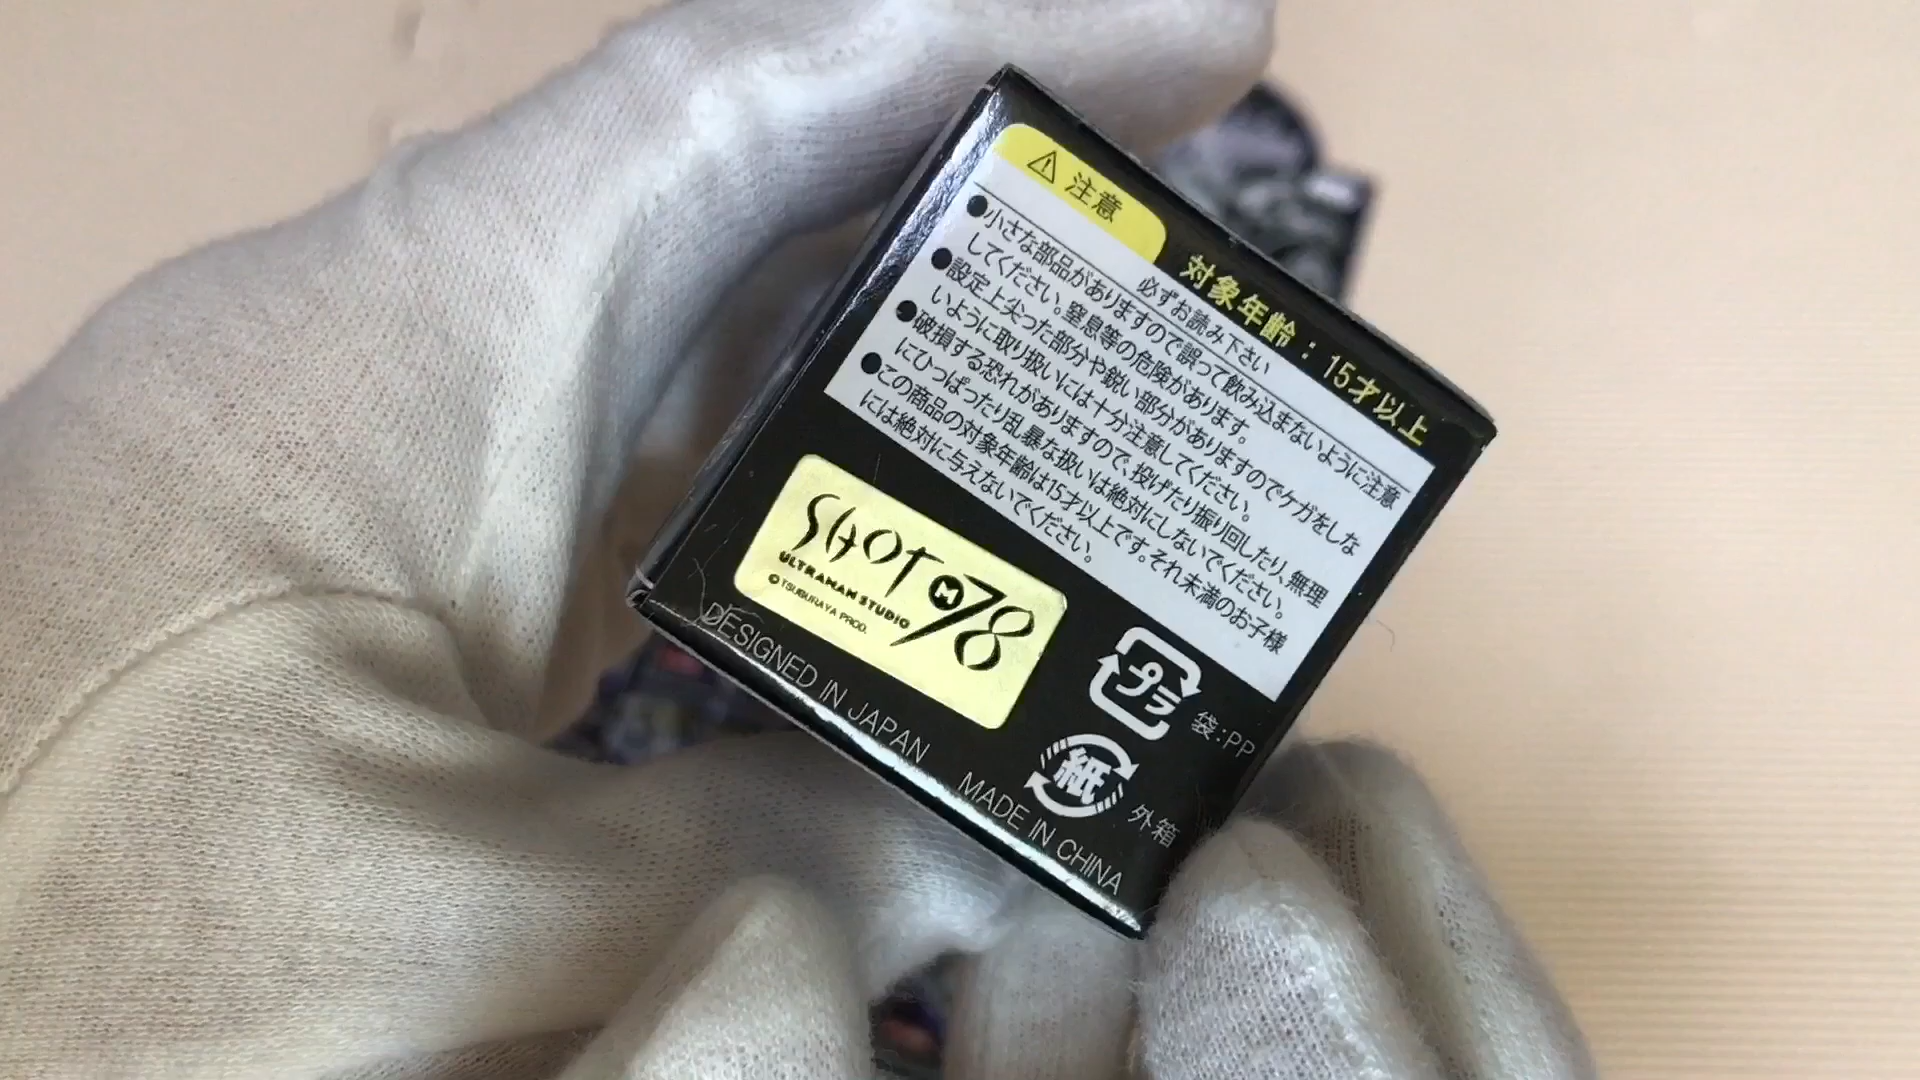 対象年齢：15才以上
⚠ 注意
必ずお読み下さい
●小さな部品がありますので誤って飲み込まないように注意
してください。窒息等の危険があります。
●設定上尖った部分や鋭い部分がありますのでケガをしな
いように取り扱いには十分注意してください。
●破損する恐れがありますので、投げたり振り回したり、無理
にひっぱったり乱暴な扱いは絶対にしないでください。
●この商品の対象年齢は15才以上です。それ未満のお子様
には絶対に与えないでください。
SHOT M78
ULTRAMAN STUDIO
©TSUBURAYA PROD.
プラ 袋:PP
紙 外箱
DESIGNED IN JAPAN MADE IN CHINA